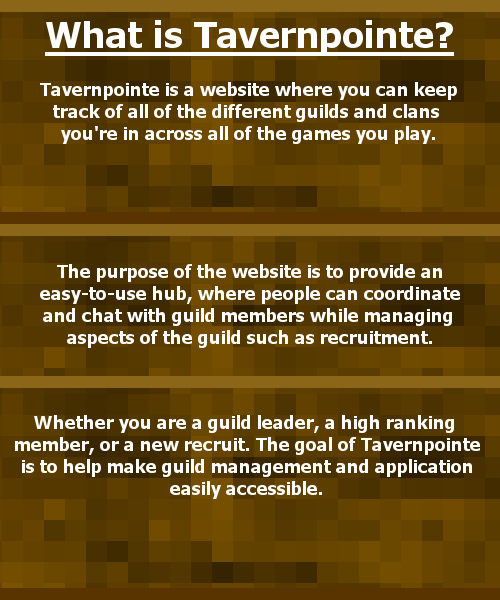 What is Tavernpointe?
Tavernpointe is a website where you can keep
track of all of the different guilds and clans
you're in across all of the games you play.
The purpose of the website is to provide an
easy-to-use hub, where people can coordinate
and chat with guild members while managing
aspects of the guild such as recruitment.
Whether you are a guild leader, a high ranking
member, or a new recruit. The goal of Tavernpointe
is to help make guild management and application
easily accessible.